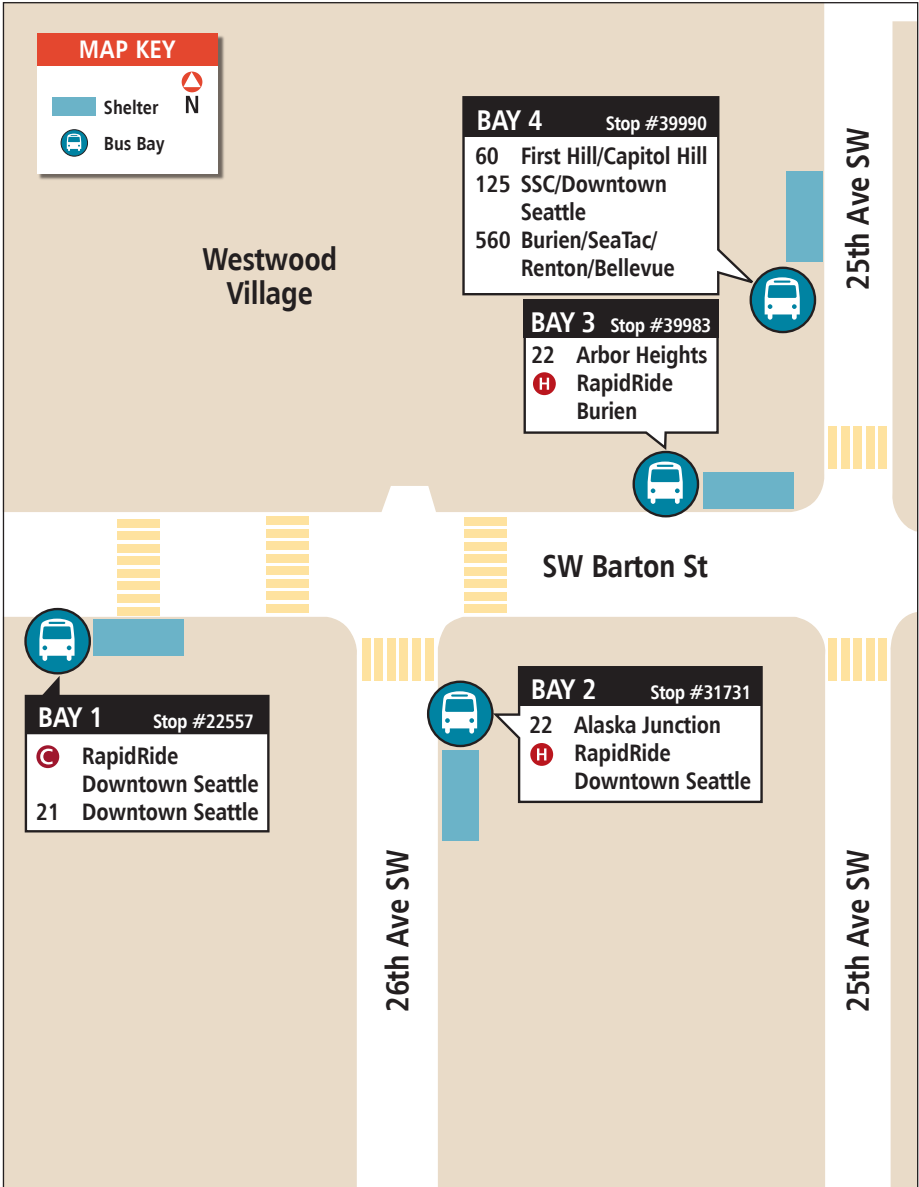 MAP KEY
N
Shelter
Bus Bay
BAY 4 Stop #39990
60 First Hill/Capitol Hill
125 SSC/Downtown
Seattle
560 Burien/SeaTac/
Renton/Bellevue
25th Ave SW
Westwood
Village
BAY 3 Stop #39983
22 Arbor Heights
H RapidRide
Burien
SW Barton St
BAY 1 Stop #22557
C RapidRide
Downtown Seattle
21 Downtown Seattle
BAY 2 Stop #31731
22 Alaska Junction
H RapidRide
Downtown Seattle
26th Ave SW
25th Ave SW